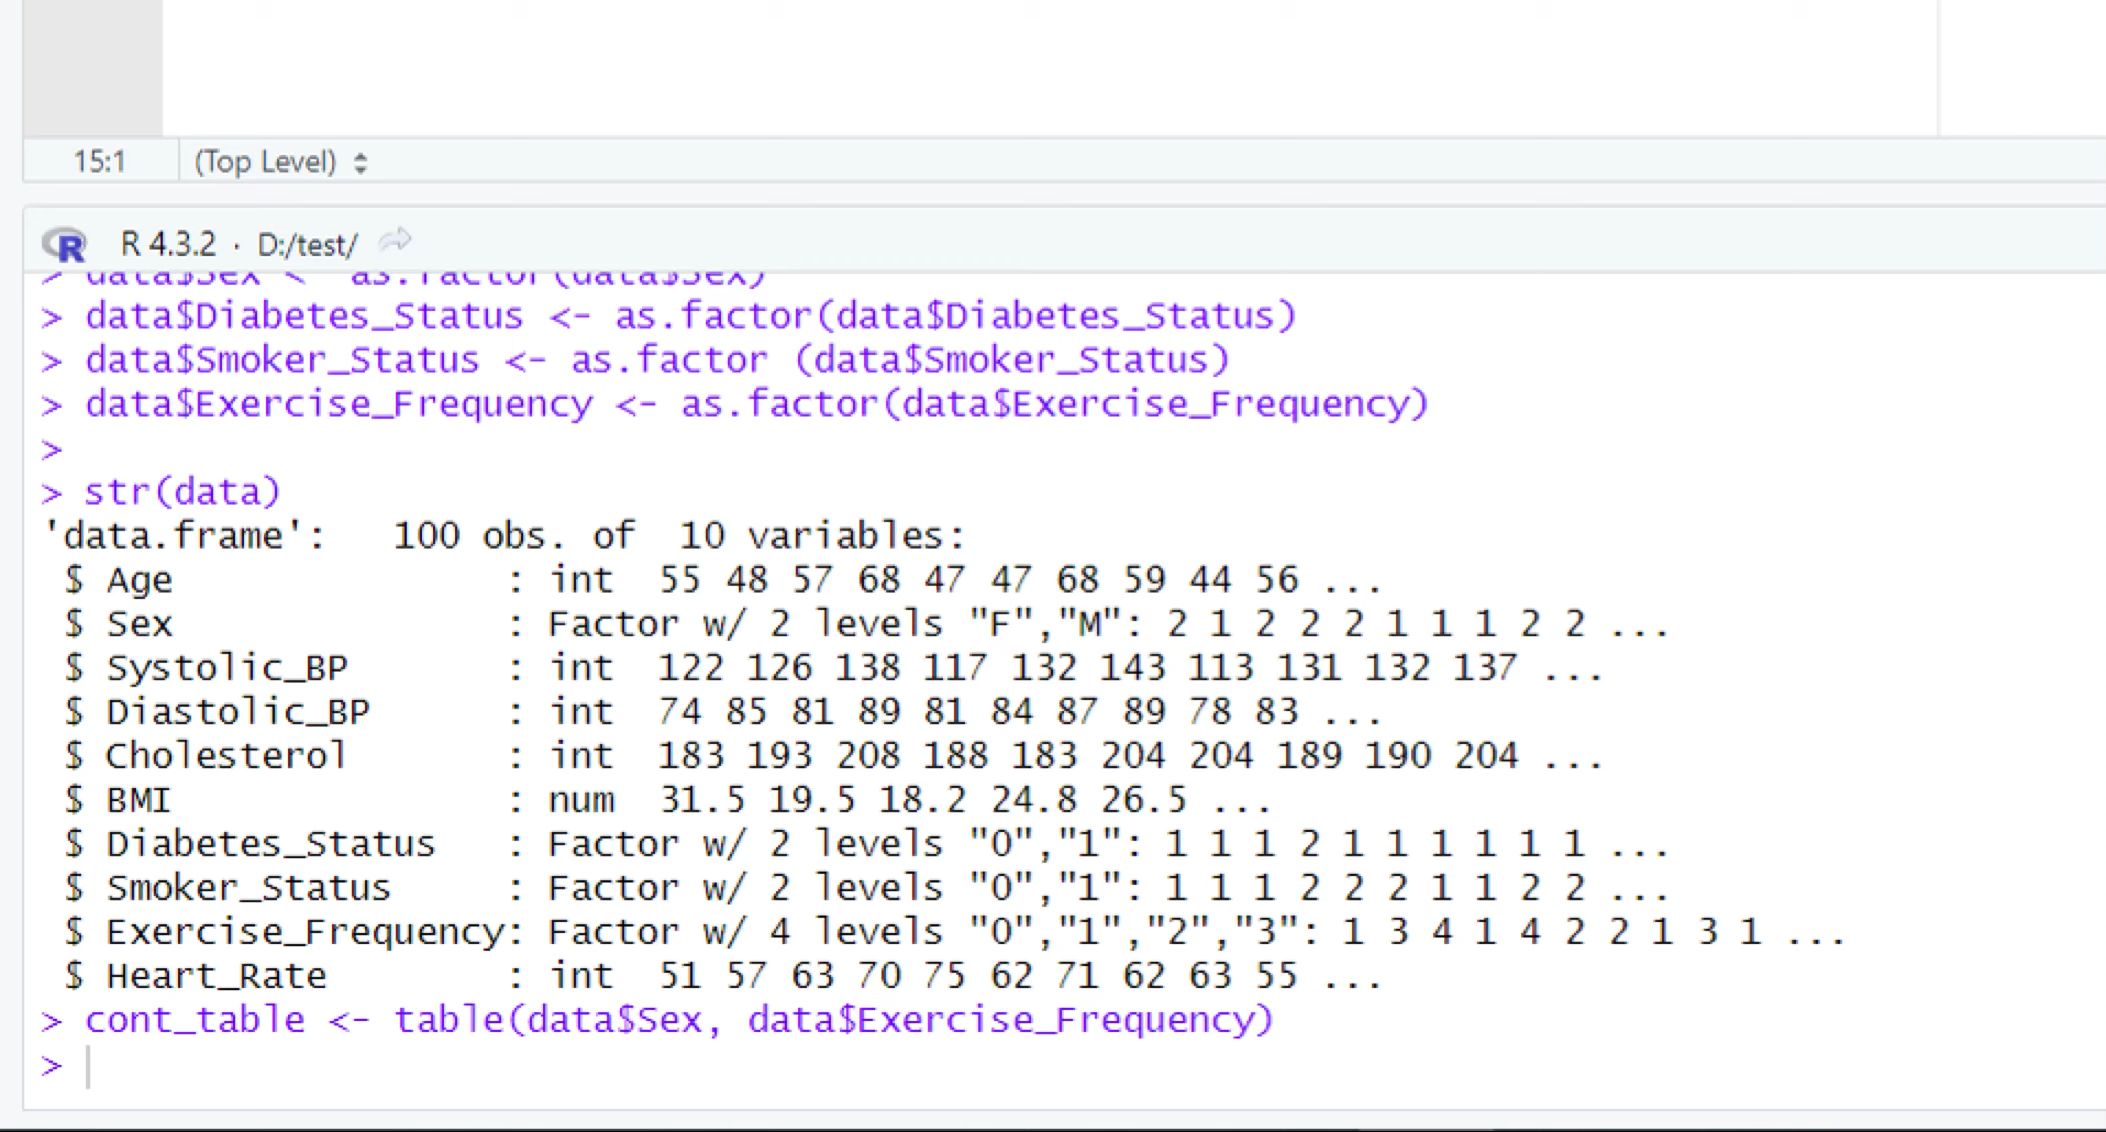 15:1 (Top Level)
R R 4.3.2 · D:/test/
> data$Sex <- as.factor(data$Sex)
> data$Diabetes_Status <- as.factor(data$Diabetes_Status)
> data$Smoker_Status <- as.factor (data$Smoker_Status)
> data$Exercise_Frequency <- as.factor(data$Exercise_Frequency)
>
> str(data)
'data.frame':   100 obs. of  10 variables:
 $ Age               : int  55 48 57 68 47 47 68 59 44 56 ...
 $ Sex               : Factor w/ 2 levels "F","M": 2 1 2 2 2 1 1 1 2 2 ...
 $ Systolic_BP       : int  122 126 138 117 132 143 113 131 132 137 ...
 $ Diastolic_BP      : int  74 85 81 89 81 84 87 89 78 83 ...
 $ Cholesterol       : int  183 193 208 188 183 204 204 189 190 204 ...
 $ BMI               : num  31.5 19.5 18.2 24.8 26.5 ...
 $ Diabetes_Status   : Factor w/ 2 levels "0","1": 1 1 1 2 1 1 1 1 1 1 ...
 $ Smoker_Status     : Factor w/ 2 levels "0","1": 1 1 1 2 2 2 1 1 2 2 ...
 $ Exercise_Frequency: Factor w/ 4 levels "0","1","2","3": 1 3 4 1 4 2 2 1 3 1 ...
 $ Heart_Rate        : int  51 57 63 70 75 62 71 62 63 55 ...
> cont_table <- table(data$Sex, data$Exercise_Frequency)
>